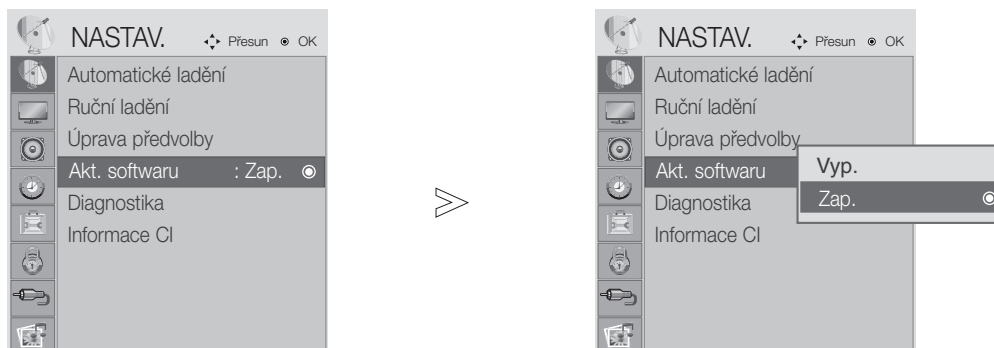 NASTAV. Přesun OK
Automatické ladění
Ruční ladění
Úprava předvolby
Akt. softwaru : Zap.
Diagnostika
Informace CI
NASTAV. Přesun OK
Automatické ladění
Ruční ladění
Úprava předvolby
Akt. softwaru
Diagnostika
Informace CI
Vyp.
Zap.